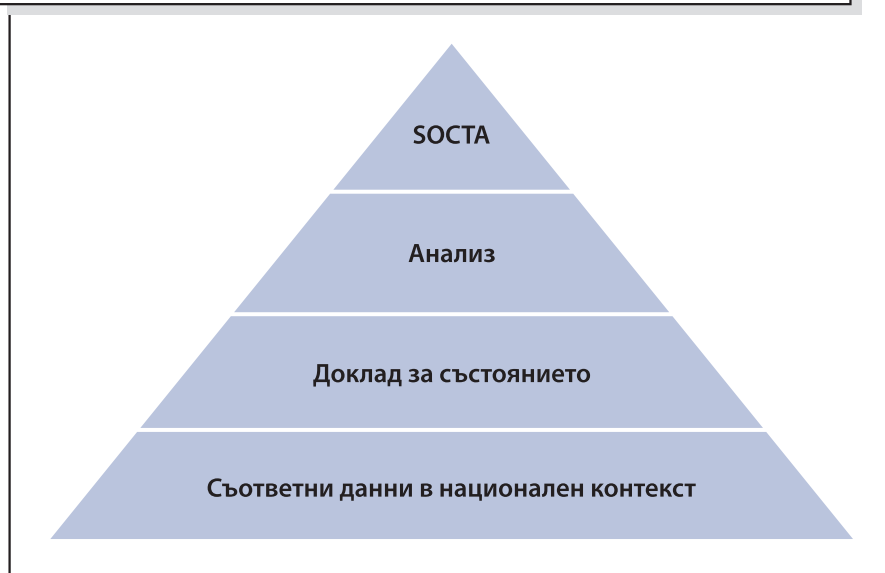 SOCTA
Анализ
Доклад за състоянието
Съответни данни в национален контекст